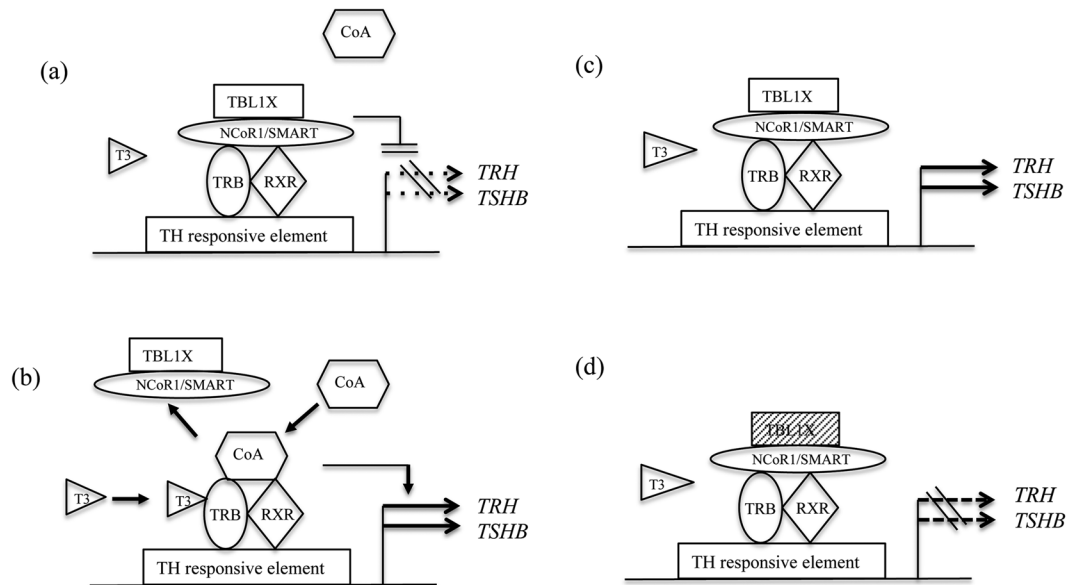 (a)
CoA
TBL1X
NCoR1/SMART
T3
TRB
RXR
TRH
TSHB
TH responsive element
(c)
TBL1X
NCoR1/SMART
T3
TRB
RXR
TRH
TSHB
TH responsive element
(b)
TBL1X
NCoR1/SMART
CoA
CoA
T3
T3
TRB
RXR
TRH
TSHB
TH responsive element
(d)
TBL1X
NCoR1/SMART
T3
TRB
RXR
TRH
TSHB
TH responsive element